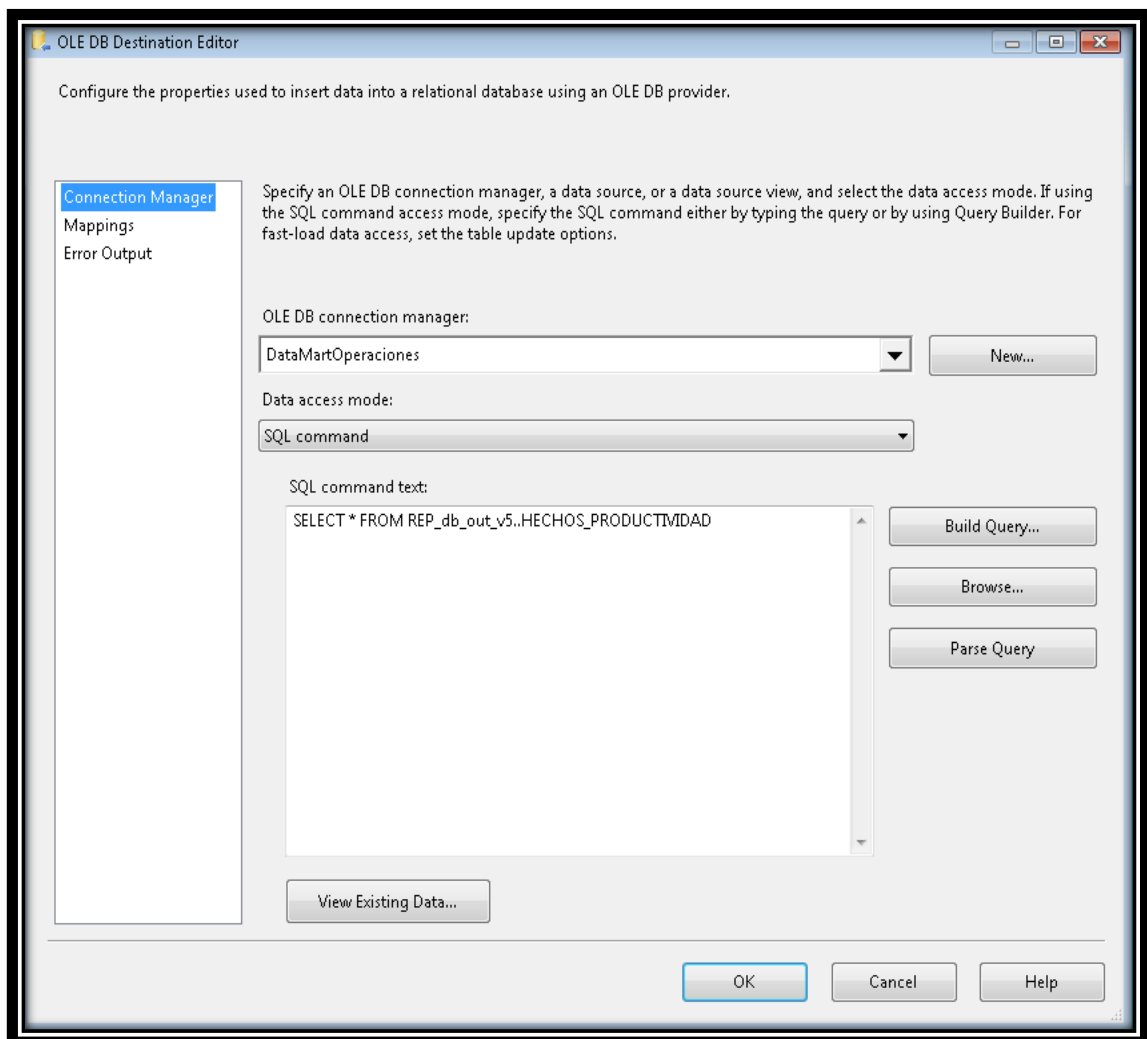 OLE DB Destination Editor
Configure the properties used to insert data into a relational database using an OLE DB provider.
Connection Manager
Mappings
Error Output
Specify an OLE DB connection manager, a data source, or a data source view, and select the data access mode. If using
the SQL command access mode, specify the SQL command either by typing the query or by using Query Builder. For
fast-load data access, set the table update options.
OLE DB connection manager:
DataMartOperaciones
New...
Data access mode:
SQL command
SQL command text:
SELECT * FROM REP_db_out_v5..HECHOS_PRODUCTIVIDAD
Build Query...
Browse...
Parse Query
View Existing Data...
OK
Cancel
Help